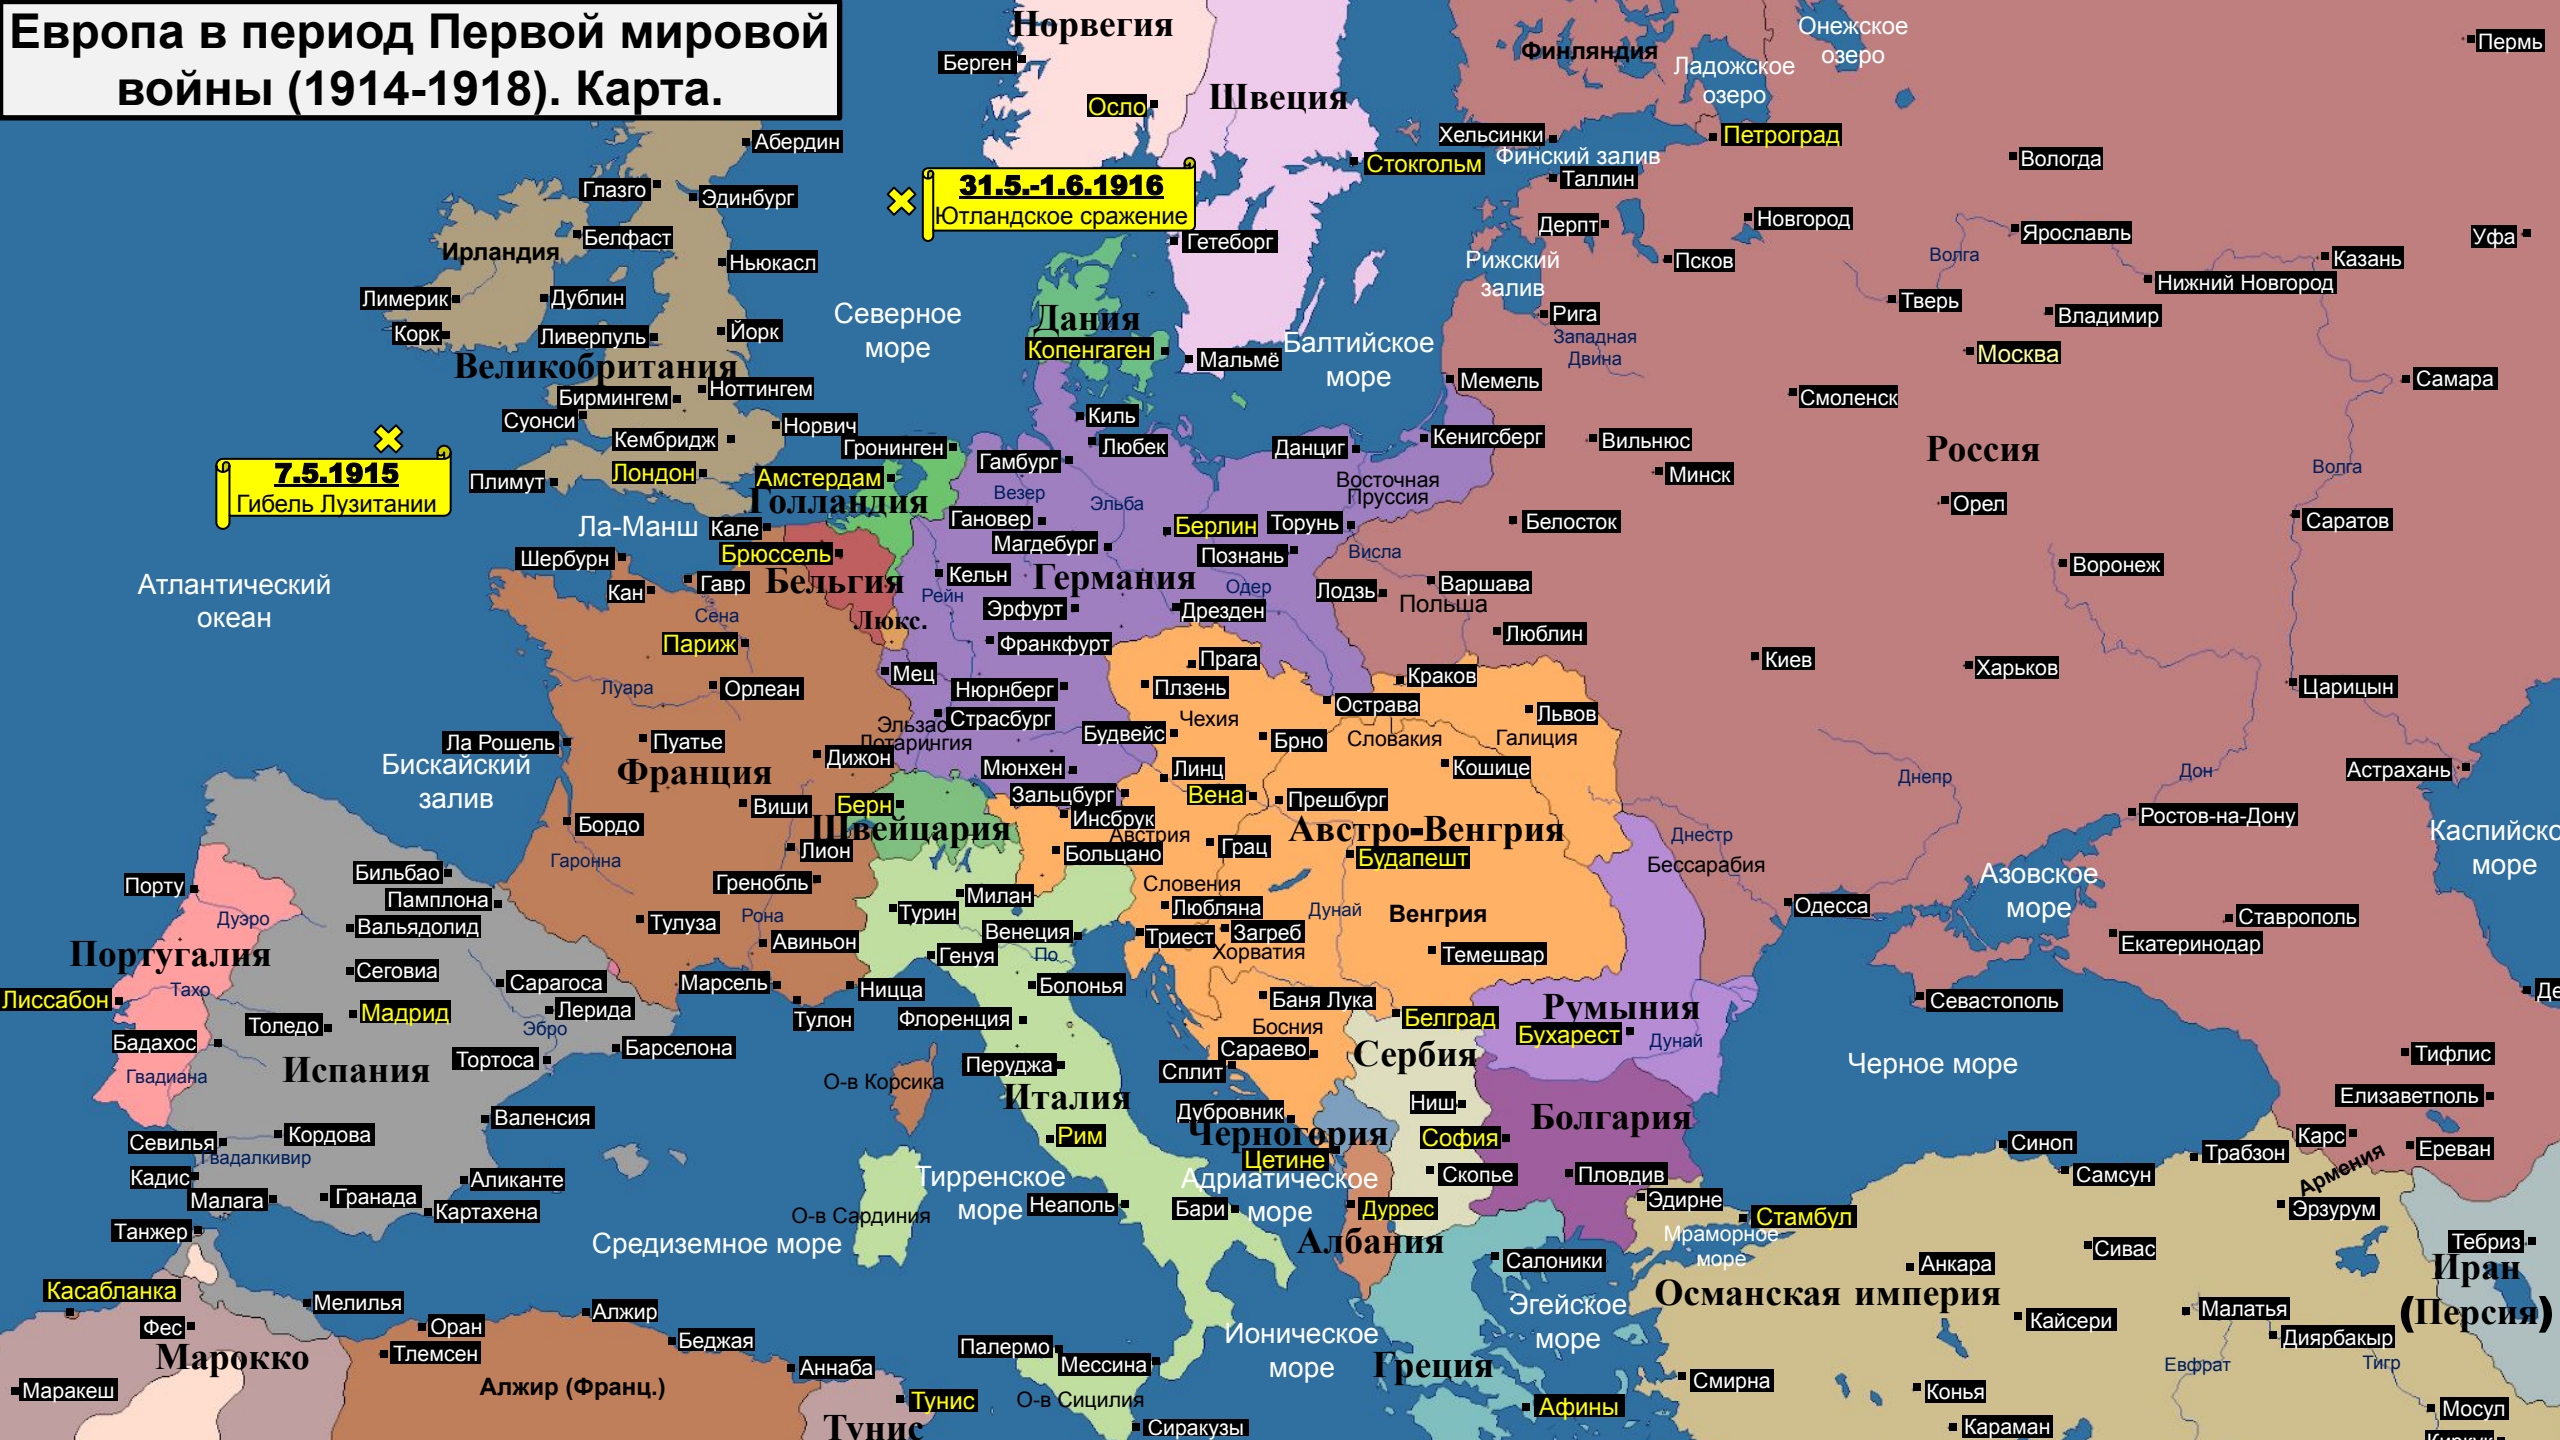 Европа в период Первой мировой
войны (1914-1918). Карта.
Норвегия
Берген
Осло
Швеция
Финляндия
Онежское
озеро
Ладожское
озеро
Пермь
Абердин
Хельсинки
Петроград
Стокгольм
Финский залив
Таллин
Вологда
31.5.-1.6.1916
Ютландское сражение
Глазго
Эдинбург
Белфаст
Ирландия
Ньюкасл
Гетеборг
Дерпт
Новгород
Псков
Рижский
залив
Волга
Ярославль
Казань
Уфа
Нижний Новгород
Лимерик
Дублин
Корк
Ливерпуль
Йорк
Северное
море
Дания
Копенгаген
Мальмё
Балтийское
море
Рига
Западная
Двина
Тверь
Владимир
Москва
Великобритания
Ноттингем
Бирмингем
Суонси
Норвич
Кембридж
Киль
Любек
Мемель
Смоленск
Самара
Гронинген
Гамбург
Данциг
Кенигсберг
Вильнюс
Минск
Россия
Волга
7.5.1915
Гибель Лузитании
Плимут
Лондон
Амстердам
Голландия
Везер
Эльба
Восточная
Пруссия
Орел
Ла-Манш
Кале
Ганновер
Берлин
Торунь
Белосток
Саратов
Шербурн
Брюссель
Магдебург
Познань
Висла
Воронеж
Атлантический
океан
Кан
Гавр
Бельгия
Кельн
Германия
Рейн
Одер
Лодзь
Варшава
Польша
Сена
Люкс.
Эрфурт
Дрезден
Люблин
Париж
Франкфурт
Прага
Киев
Харьков
Царицын
Луара
Орлеан
Мец
Нюрнберг
Плзень
Краков
Острава
Эльзас
Лотарингия
Страсбург
Чехия
Львов
Ла Рошель
Пуатье
Дижон
Будвейс
Брно
Словакия
Галиция
Бискайский
залив
Франция
Мюнхен
Линц
Кошице
Днепр
Дон
Астрахань
Виши
Берн
Зальцбург
Вена
Прешбург
Бордо
Швейцария
Инсбрук
Австрия
Австро-Венгрия
Днестр
Ростов-на-Дону
Каспийско
море
Гаронна
Лион
Больцано
Грац
Будапешт
Бессарабия
Бильбао
Порту
Гренобль
Милан
Словения
Азовское
море
Памплона
Дуэро
Вальядолид
Тулуза
Рона
Турин
Любляна
Дунай
Венгрия
Одесса
Ставрополь
Авиньон
Венеция
Триест
Загреб
Хорватия
Екатеринодар
Португалия
Сеговия
Генуя
По
Темешвар
Лиссабон
Тахо
Сарагоса
Марсель
Ницца
Болонья
Баня Лука
Румыния
Севастополь
Де
Мадрид
Лерида
Тулон
Флоренция
Босния
Белград
Толедо
Эбро
Бухарест
Дунай
Бадахос
Тортоса
Барселона
Сараево
Сербия
Черное море
Тифлис
Гвадиана
Испания
О-в Корсика
Перуджа
Сплит
Елизаветполь
Валенсия
Италия
Дубровник
Ниш
Болгария
Севилья
Кордова
Рим
Черногория
София
Синоп
Трабзон
Карс
Ереван
Гвадалкивир
Цетине
Армения
Кадис
Аликанте
Тирренское
море
Адриатическое
море
Скопье
Пловдив
Самсун
Малага
Гранада
Картахена
О-в Сардиния
Неаполь
Бари
Дуррес
Эдирне
Стамбул
Эрзурум
Танжер
Средиземное море
Албания
Мраморное
море
Салоники
Анкара
Сивас
Тебриз
Касабланка
Мелилья
Алжир
Эгейское
море
Османская империя
Иран
(Персия)
Фес
Оран
Беджая
Палермо
Ионическое
море
Кайсери
Малатья
Диярбакыр
Марокко
Тлемсен
Аннаба
Мессина
Греция
Евфрат
Тигр
Маракеш
Алжир (Франц.)
Тунис
О-в Сицилия
Афины
Смирна
Конья
Мосул
Тунис
Сиракузы
Караман
Киркук